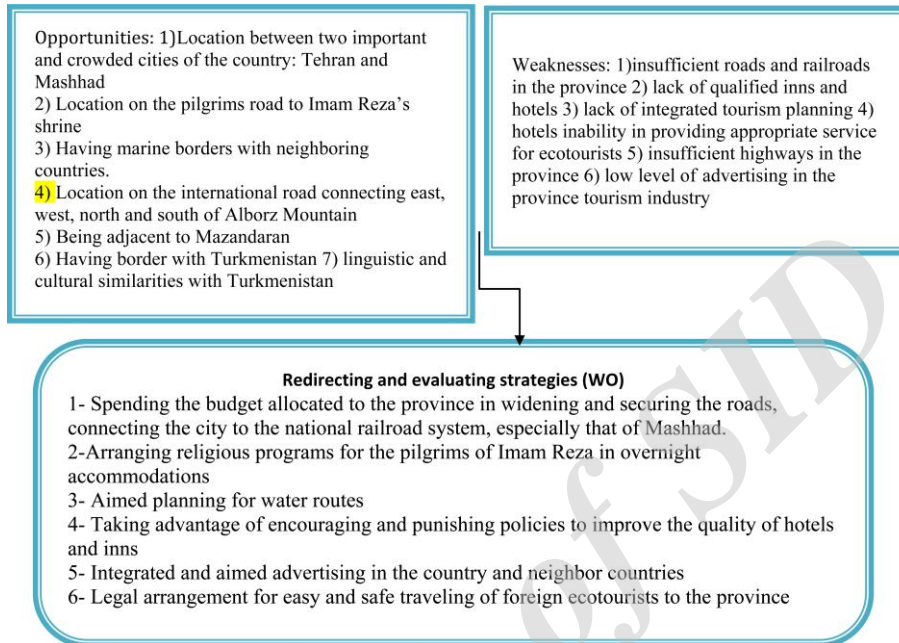 Opportunities: 1)Location between two important
and crowded cities of the country: Tehran and
Mashhad
2) Location on the pilgrims road to Imam Reza's
shrine
3) Having marine borders with neighboring
countries.
4) Location on the international road connecting east,
west, north and south of Alborz Mountain
5) Being adjacent to Mazandaran
6) Having border with Turkmenistan 7) linguistic and
cultural similarities with Turkmenistan
Weaknesses: 1)insufficient roads and railroads
in the province 2) lack of qualified inns and
hotels 3) lack of integrated tourism planning 4)
hotels inability in providing appropriate service
for ecotourists 5) insufficient highways in the
province 6) low level of advertising in the
province tourism industry
Redirecting and evaluating strategies (WO)
1- Spending the budget allocated to the province in widening and securing the roads,
connecting the city to the national railroad system, especially that of Mashhad.
2-Arranging religious programs for the pilgrims of Imam Reza in overnight
accommodations
3- Aimed planning for water routes
4- Taking advantage of encouraging and punishing policies to improve the quality of hotels
and inns
5- Integrated and aimed advertising in the country and neighbor countries
6- Legal arrangement for easy and safe traveling of foreign ecotourists to the province
of SID